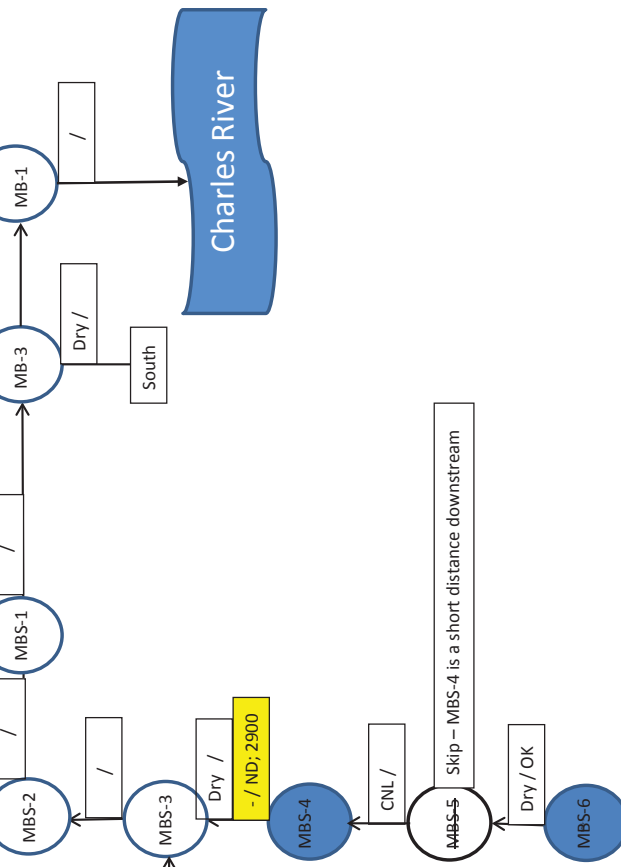 /
MB-1
Dry /
MB-3
South
Charles River
/
MBS-1
/
MBS-2
/
MBS-3
Dry /
- / ND; 2900
MBS-4
CNL /
MBS-5
Skip – MBS-4 is a short distance downstream
Dry / OK
MBS-6